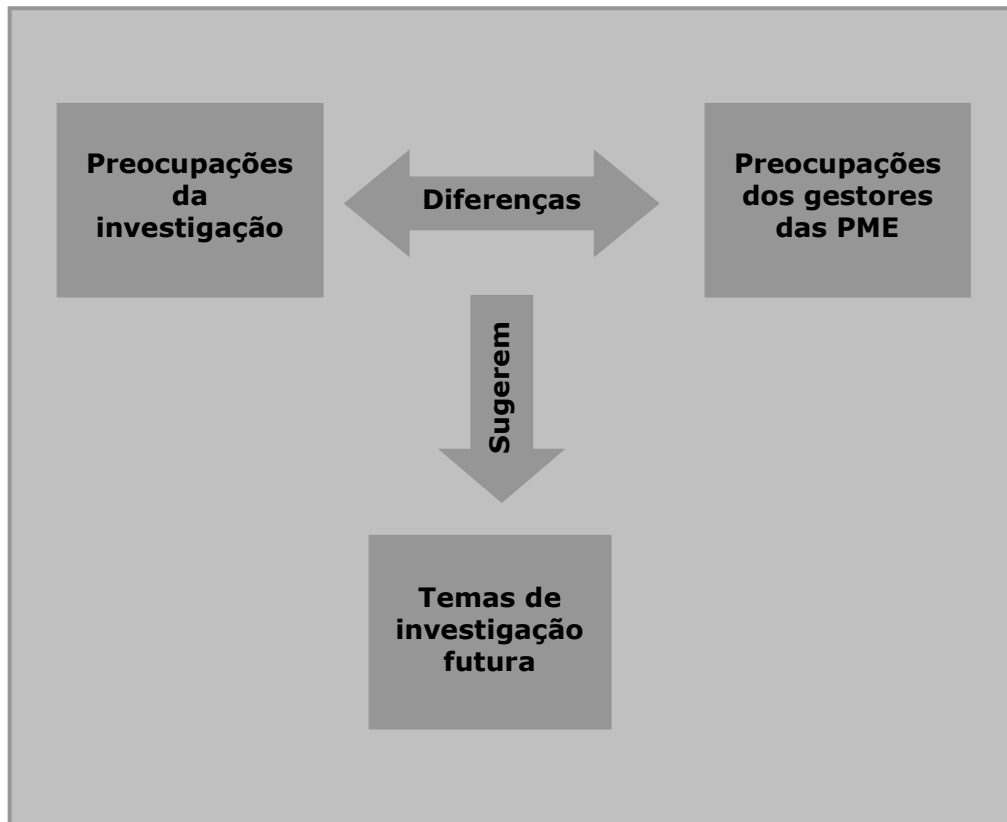 Preocupações
da
investigação
Diferenças
Preocupações
dos gestores
das PME
Sugerem
Temas de
investigação
futura